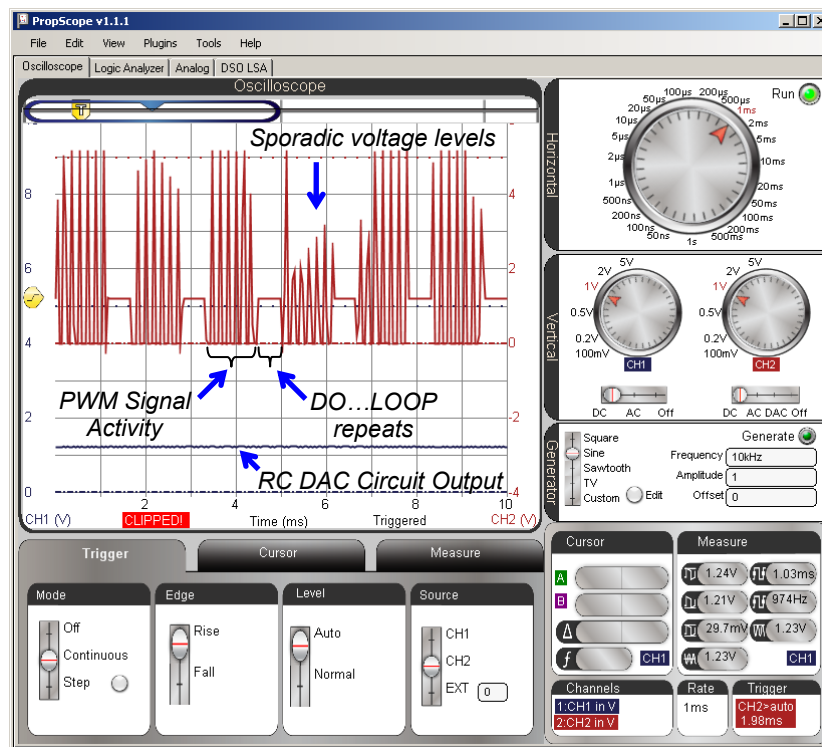 PropScope v1.1.1
File Edit View Plugins Tools Help
Oscilloscope Logic Analyzer Analog DSO LSA
Oscilloscope
T
Sporadic voltage levels
8
6
4
2
0
4
2
0
-2
-4
PWM Signal
Activity
DO...LOOP
repeats
RC DAC Circuit Output
2 4 6 8 10
CH1 (V) CLIPPED! Time (ms) Triggered CH2 (V)
Horizontal
Run
50ns
100ns
200ns
500ns
1µs
2µs
5µs
10µs
20µs
50µs
100µs
200µs
500µs
1ms
2ms
5ms
10ms
20ms
50ms
100ms
200ms
500ms
1s
Vertical
5V
2V
1V
0.5V
0.2V
100mV
CH1
DC AC Off
5V
2V
1V
0.5V
0.2V
100mV
CH2
DC AC DAC Off
Generator
Square
Sine
Sawtooth
TV
Custom Edit
Generate
Frequency 10kHz
Amplitude 1
Offset 0
Trigger Cursor Measure
Mode
Off
Continuous
Step
Edge
Rise
Fall
Level
Auto
Normal
Source
CH1
CH2
EXT 0
Cursor
A
B
Δ
f CH1
Measure
1.24V 1.03ms
1.21V 974Hz
29.7mV 1.23V
1.23V CH1
Channels
1:CH1 in V
2:CH2 in V
Rate
1ms
Trigger
CH2>auto
1.98ms